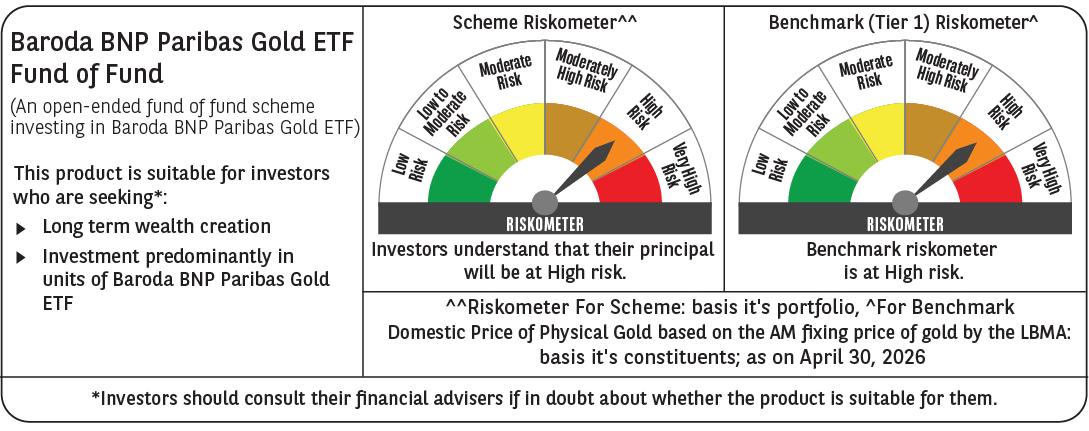 Baroda BNP Paribas Gold ETF
Fund of Fund
(An open-ended fund of fund scheme
investing in Baroda BNP Paribas Gold ETF)
This product is suitable for investors
who are seeking*:
▶ Long term wealth creation
▶ Investment predominantly in
units of Baroda BNP Paribas Gold
ETF
Scheme Riskometer^^
Low
Risk
Low to
Moderate
Risk
Moderate
Risk
Moderately
High Risk
High
Risk
Very High
Risk
RISKOMETER
Investors understand that their principal
will be at High risk.
Benchmark (Tier 1) Riskometer^
Low
Risk
Low to
Moderate
Risk
Moderate
Risk
Moderately
High Risk
High
Risk
Very High
Risk
RISKOMETER
Benchmark riskometer
is at High risk.
^^Riskometer For Scheme: basis it's portfolio, ^For Benchmark
Domestic Price of Physical Gold based on the AM fixing price of gold by the LBMA:
basis it's constituents; as on April 30, 2026
*Investors should consult their financial advisers if in doubt about whether the product is suitable for them.